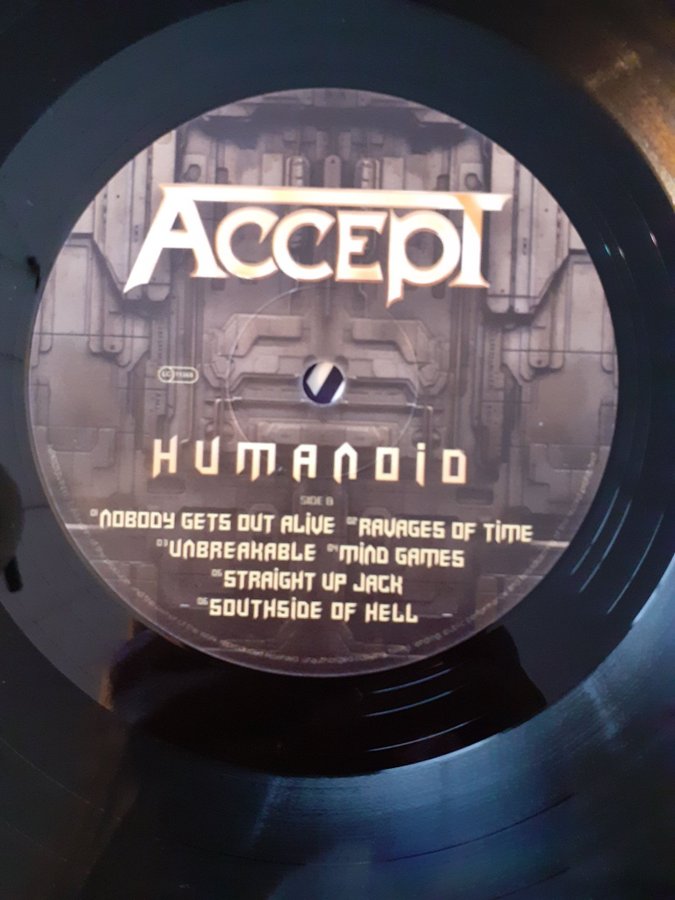 ACCEPT
HUMANOID
SIDE B
01 NOBODY GETS OUT ALIVE 02 RAVAGES OF TIME
03 UNBREAKABLE 04 MIND GAMES
05 STRAIGHT UP JACK
06 SOUTHSIDE OF HELL